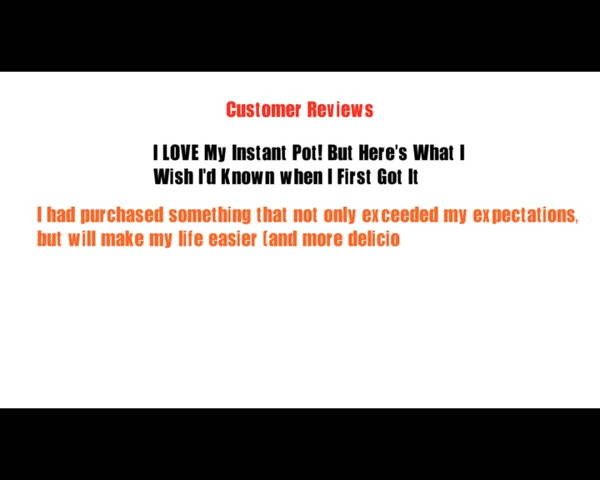 Customer Reviews
I LOVE My Instant Pot! But Here's What I
Wish I'd Known when I First Got It
I had purchased something that not only exceeded my expectations,
but will make my life easier (and more delicio